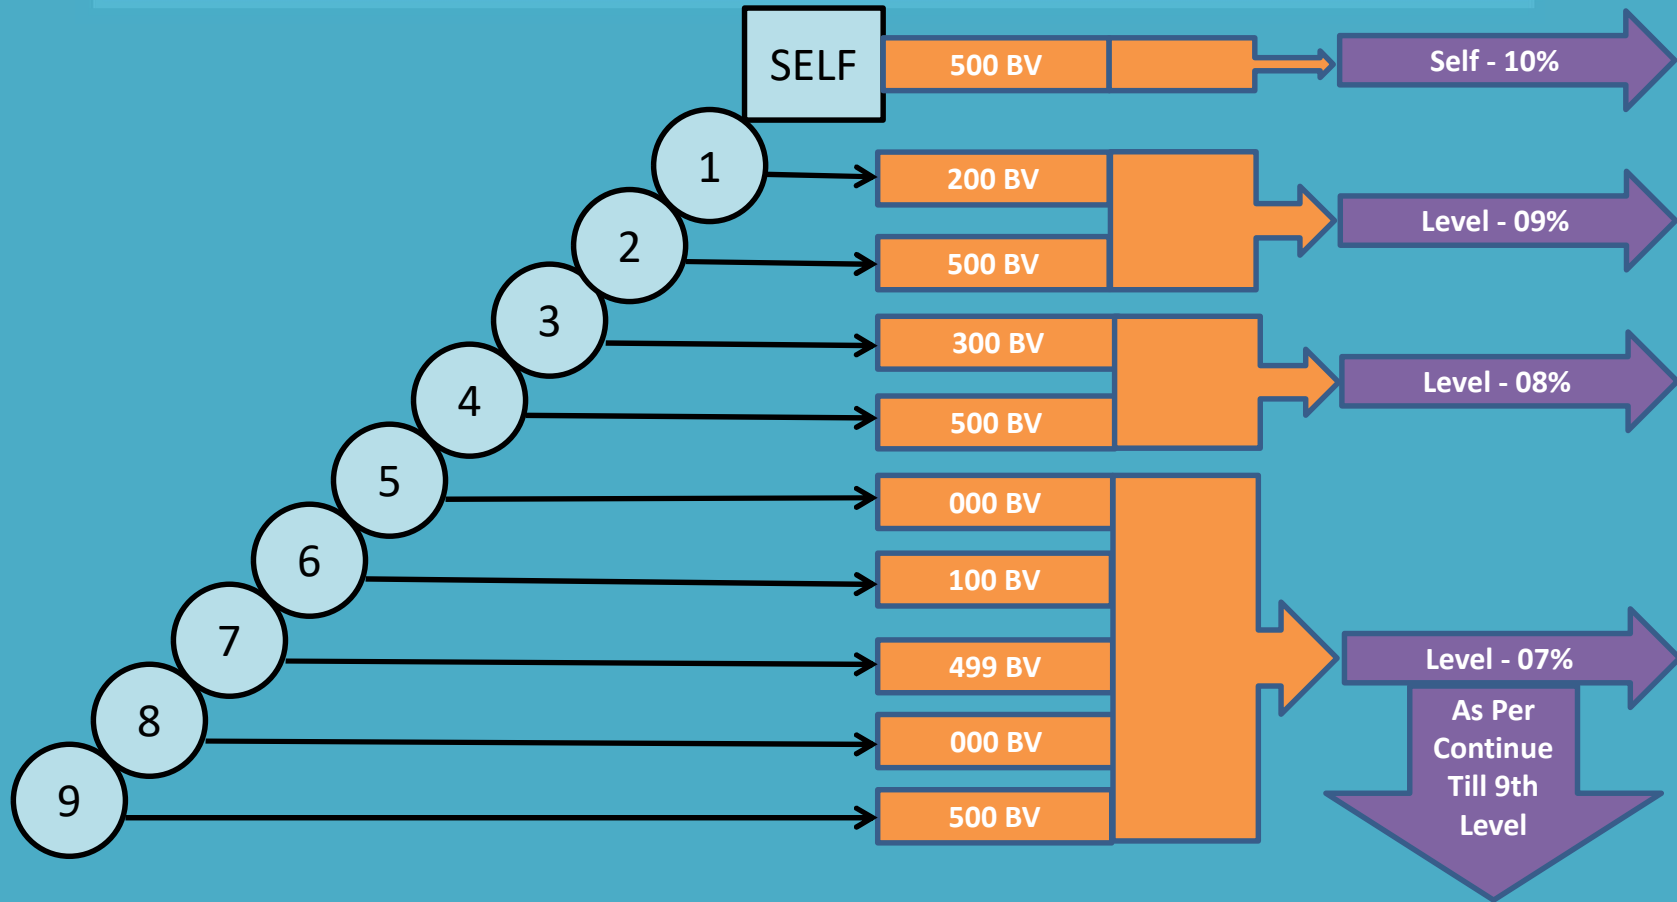 SELF
500 BV
Self - 10%
1
200 BV
2
500 BV
Level - 09%
3
300 BV
4
500 BV
Level - 08%
5
000 BV
6
100 BV
7
499 BV
8
000 BV
9
500 BV
Level - 07%
As Per
Continue
Till 9th
Level